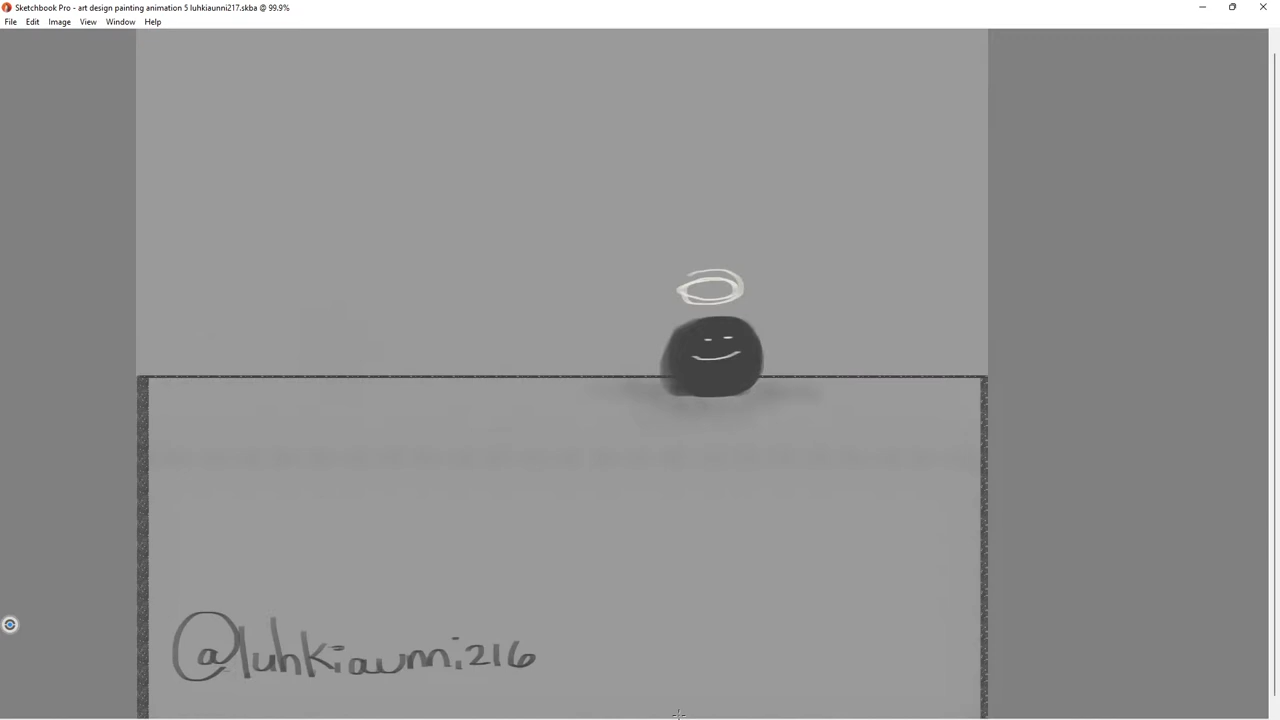 Sketchbook Pro - art design painting animation 5 luhkiaunni217.skba @ 99.9%
File Edit Image View Window Help
@luhkiaunni216